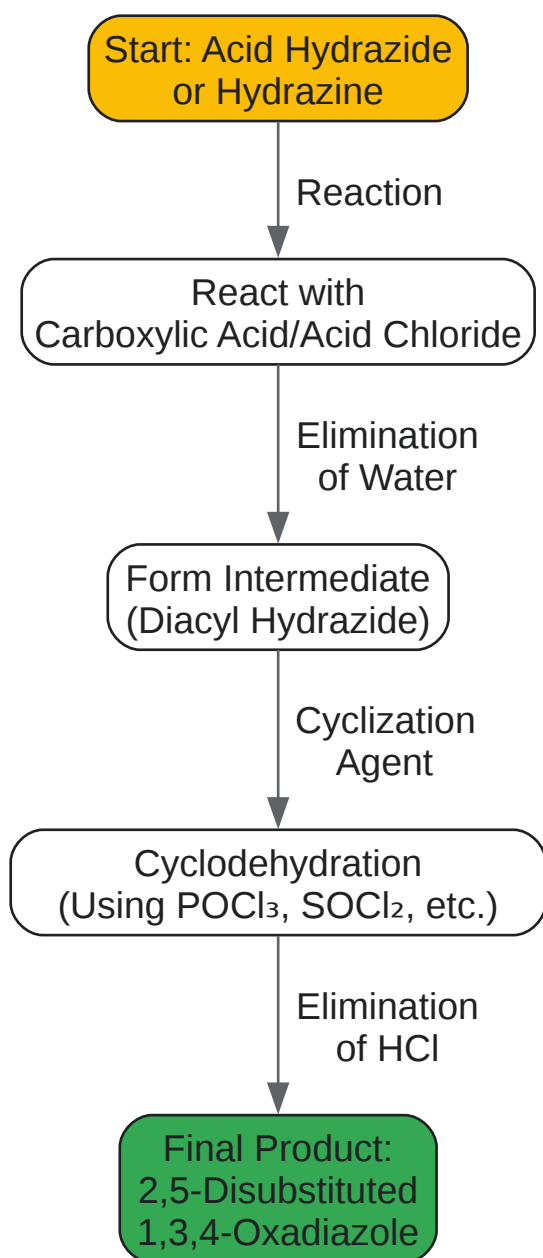 Start: Acid Hydrazide
or Hydrazine
Reaction
React with
Carboxylic Acid/Acid Chloride
Elimination
of Water
Form Intermediate
(Diacyl Hydrazide)
Cyclization
Agent
Cyclodehydration
(Using POCl₃, SOCl₂, etc.)
Elimination
of HCl
Final Product:
2,5-Disubstituted
1,3,4-Oxadiazole